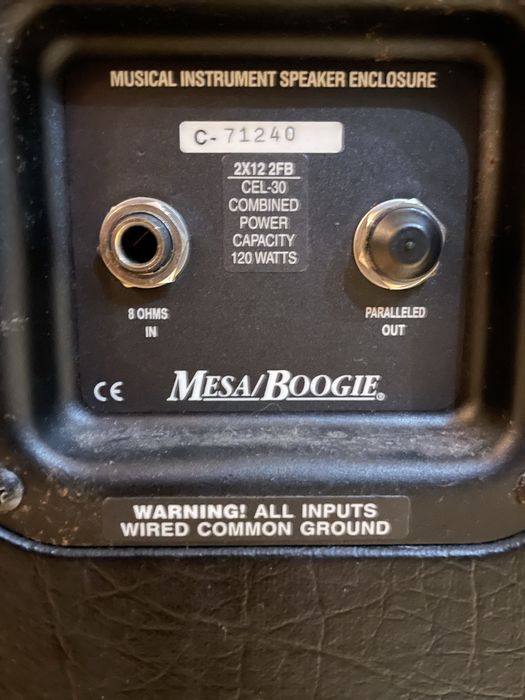 MUSICAL INSTRUMENT SPEAKER ENCLOSURE
C-71240
2X12 2FB
CEL-30
COMBINED
POWER
CAPACITY
120 WATTS
8 OHMS
IN
PARALLELED
OUT
CE
MESA/BOOGIE®
WARNING! ALL INPUTS
WIRED COMMON GROUND